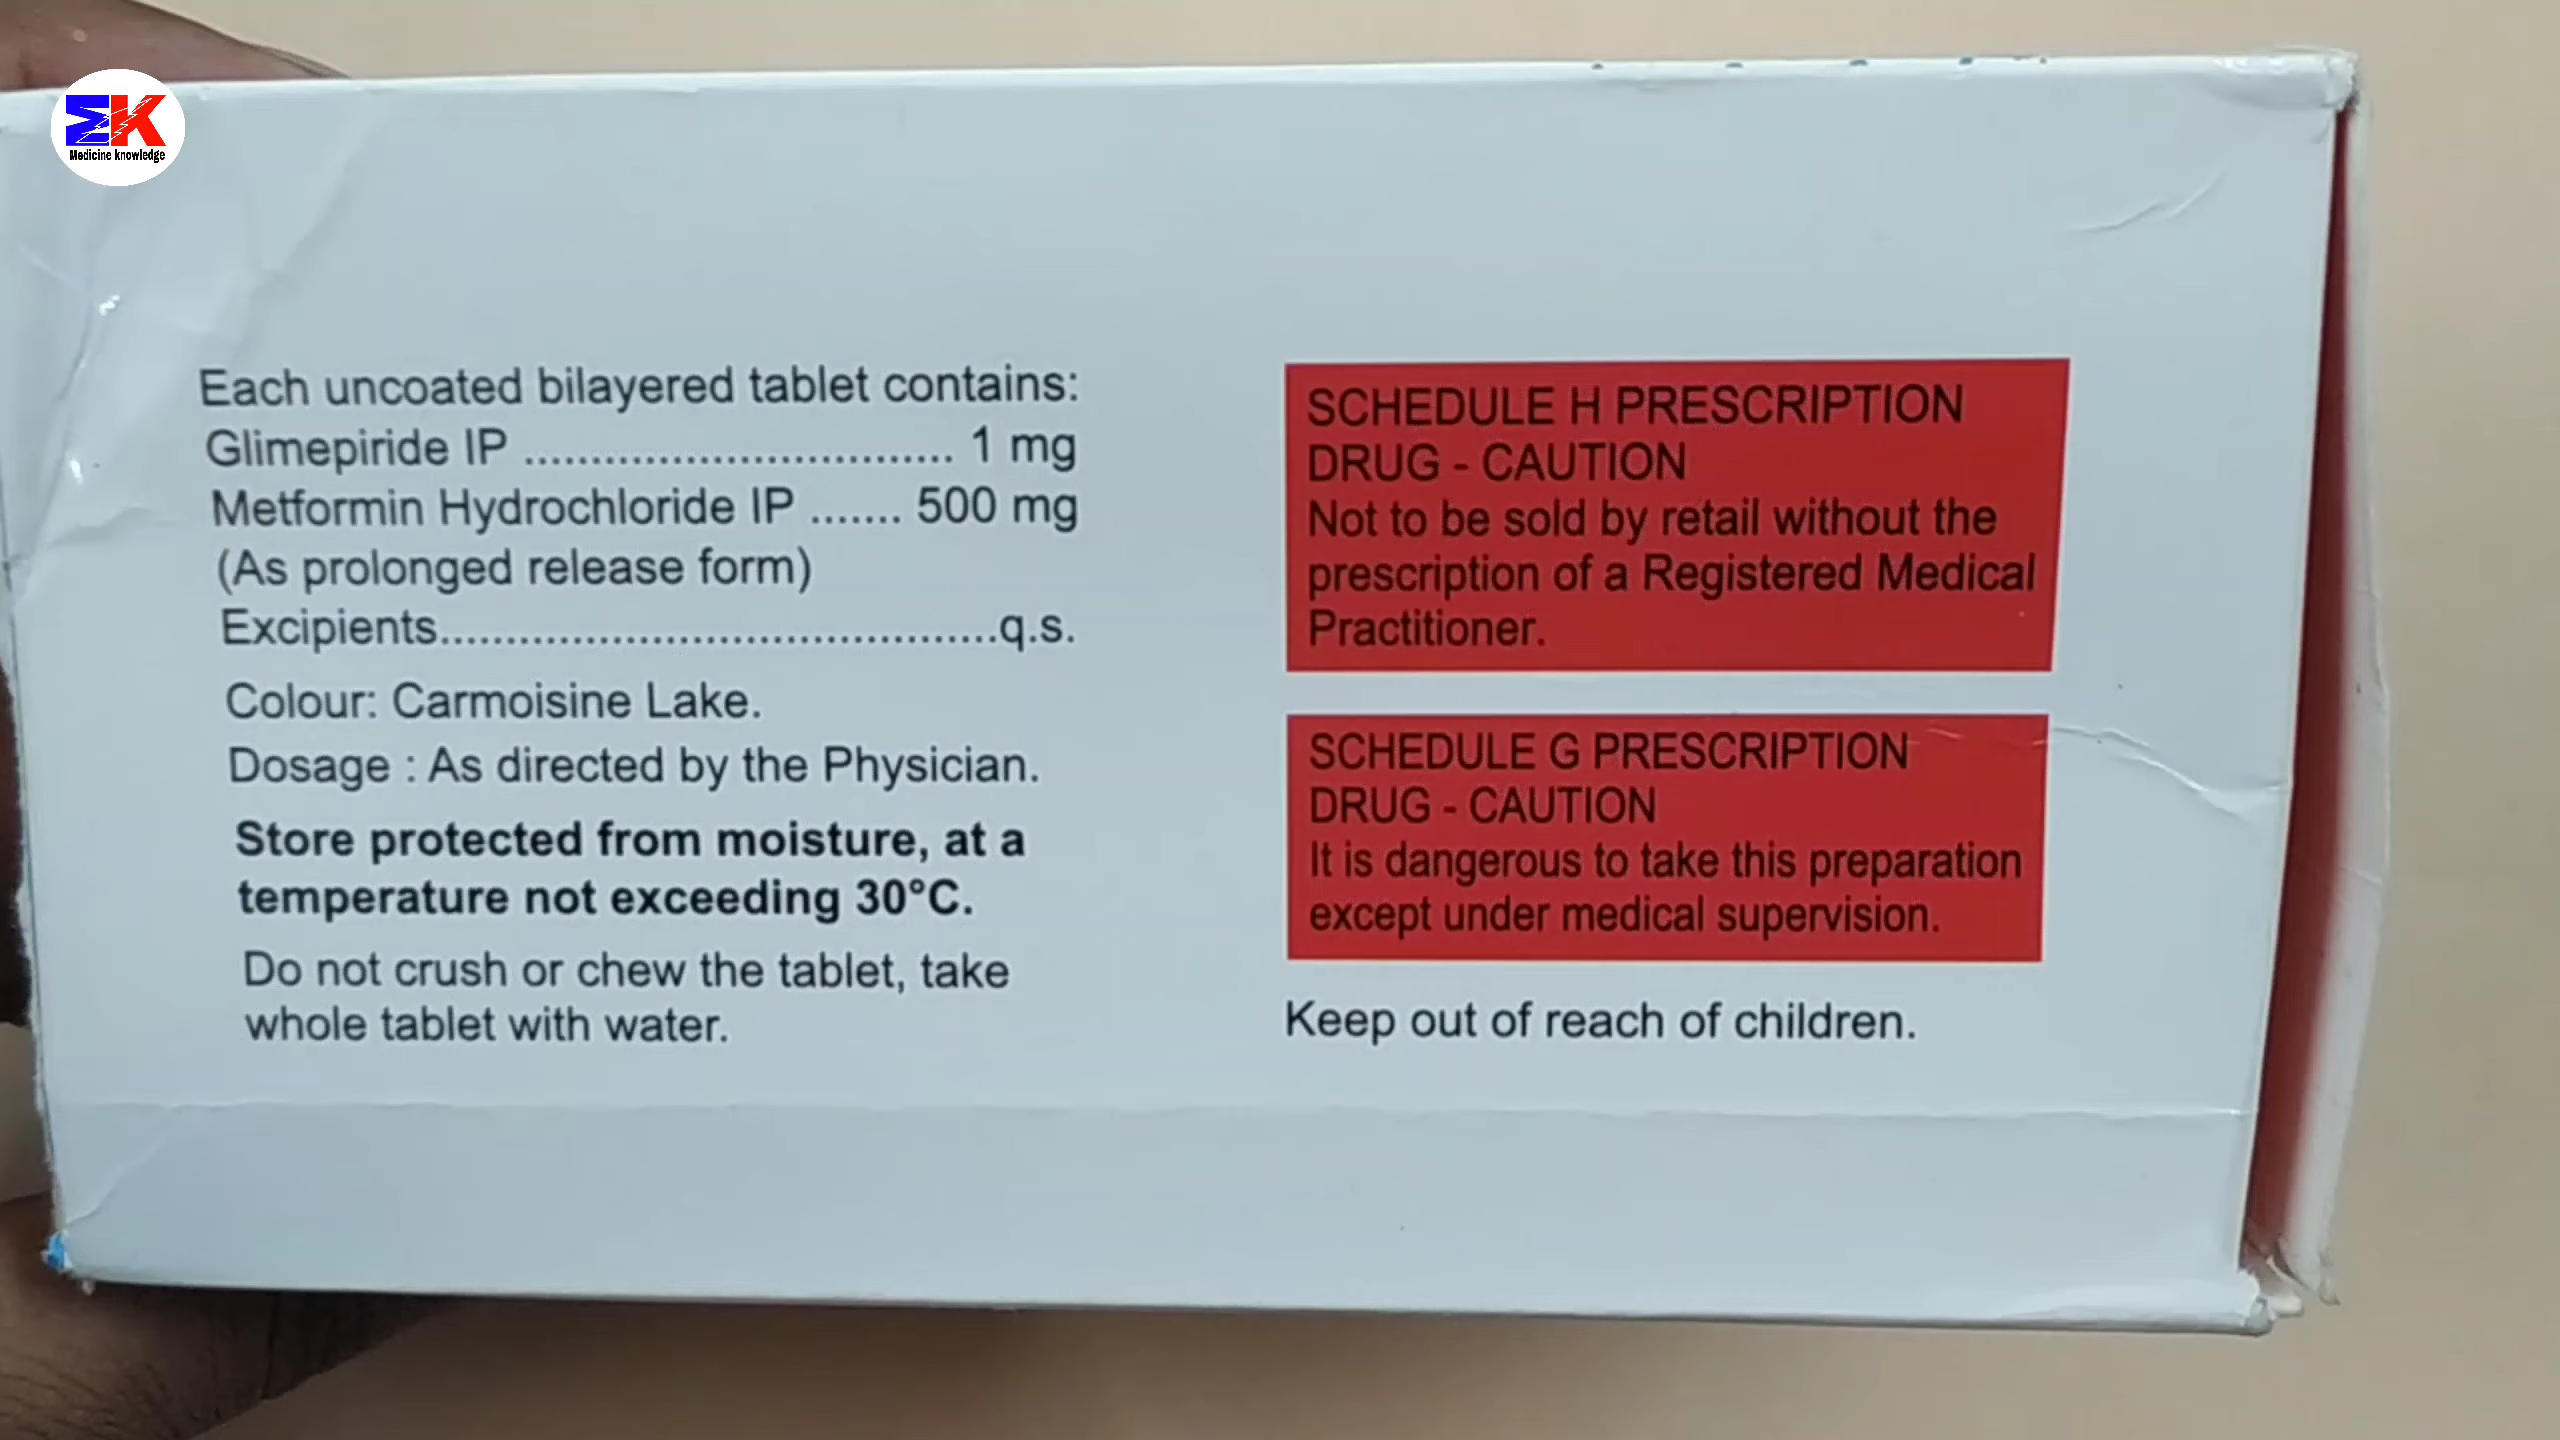 MK
Medicine knowledge
Each uncoated bilayered tablet contains:
Glimepiride IP ................................. 1 mg
Metformin Hydrochloride IP ....... 500 mg
(As prolonged release form)
Excipients...........................................q.s.
Colour: Carmoisine Lake.
Dosage : As directed by the Physician.
Store protected from moisture, at a
temperature not exceeding 30°C.
Do not crush or chew the tablet, take
whole tablet with water.
SCHEDULE H PRESCRIPTION
DRUG - CAUTION
Not to be sold by retail without the
prescription of a Registered Medical
Practitioner.
SCHEDULE G PRESCRIPTION
DRUG - CAUTION
It is dangerous to take this preparation
except under medical supervision.
Keep out of reach of children.